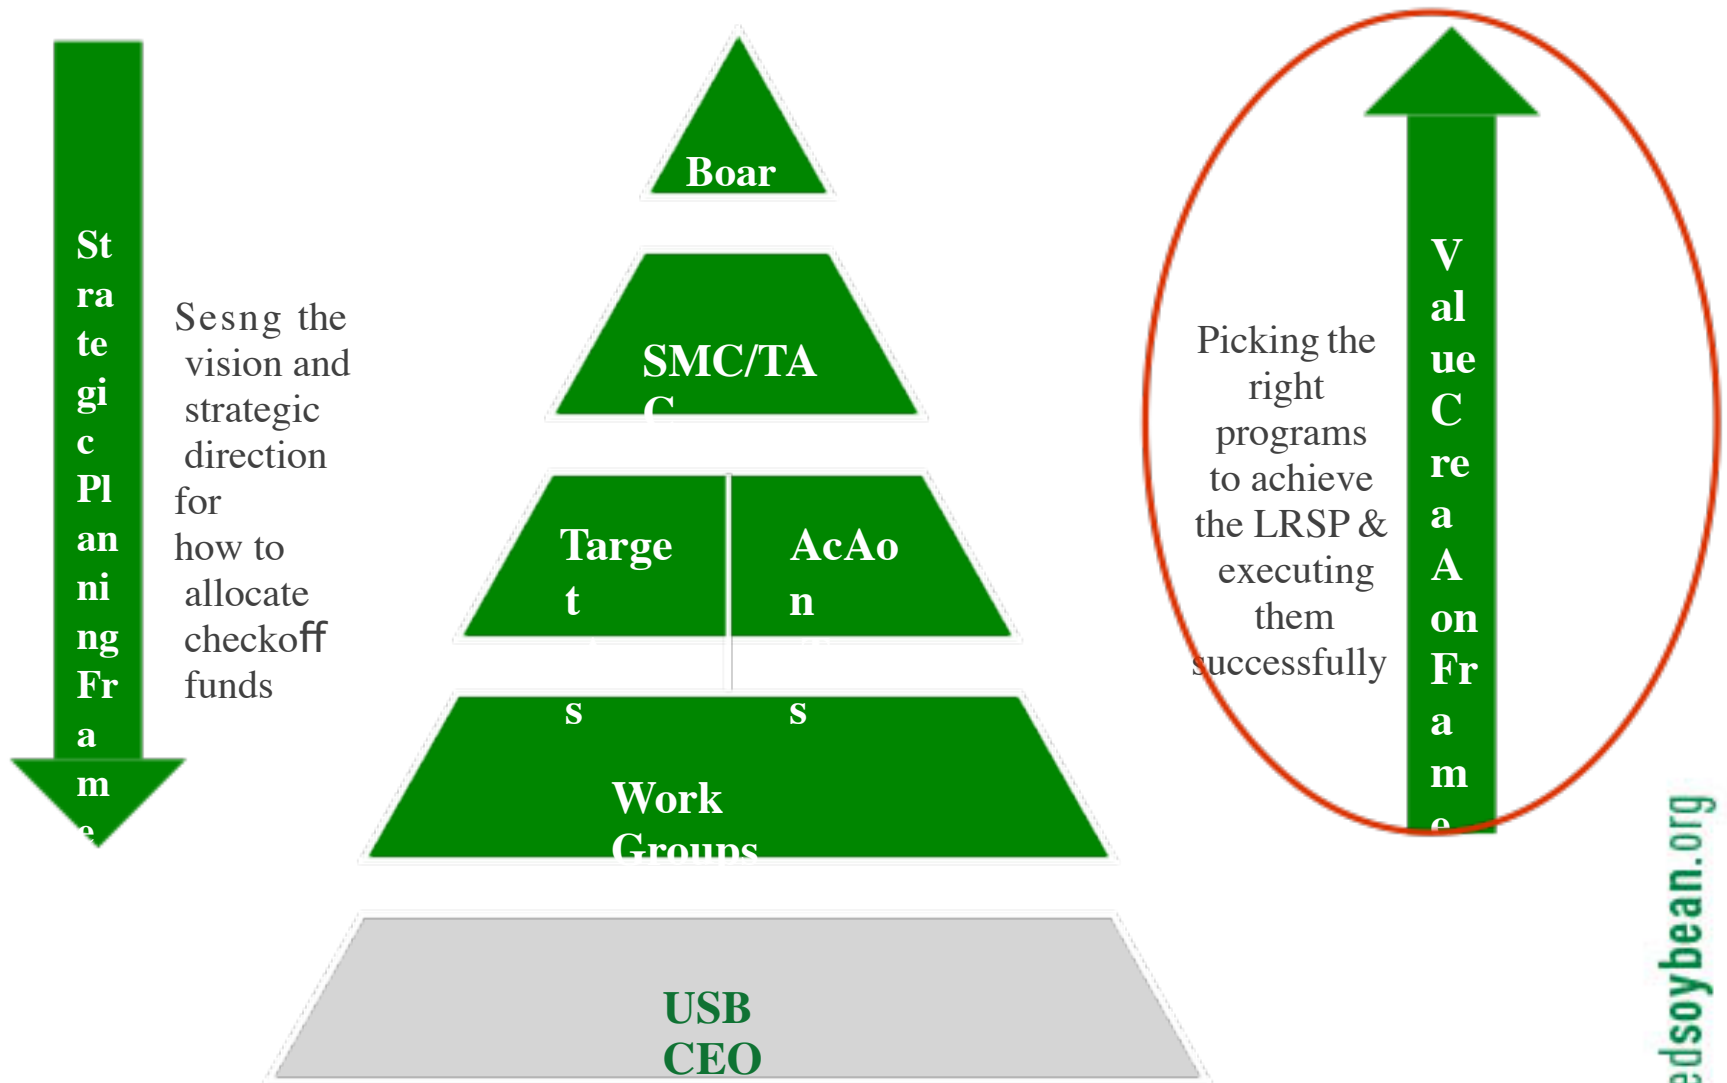 St
ra
te
gi
c
Pl
an
ni
ng
Fr
a
m
e
Sesng the
vision and
strategic
direction
for
how to
allocate
checkoff
funds
Boar
SMC/TA
C
Targe
t
s
AcAo
n
s
Work
Groups
USB
CEO
Picking the
right
programs
to achieve
the LRSP &
executing
them
successfully
V
al
ue
C
re
a
A
on
Fr
a
m
e
edsoybean.org